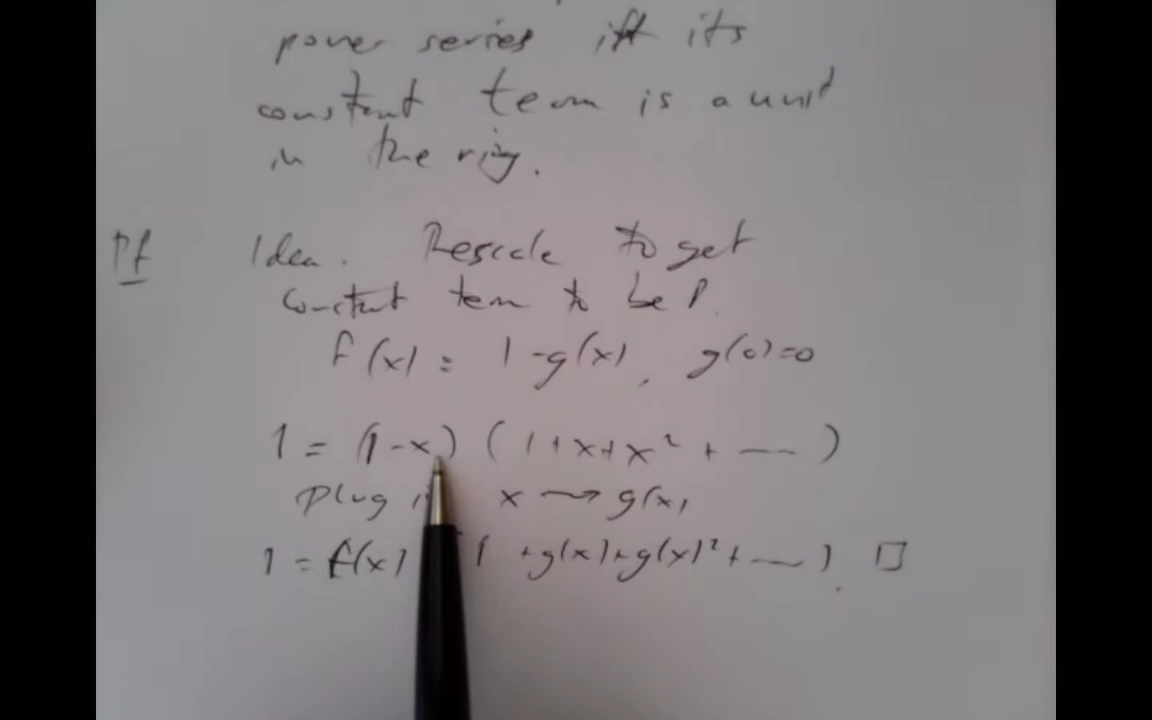 power series iff its
constant term is a unit
in the ring.
Pf Idea. Rescale to get
constant term to be 1.
f(x) = 1-g(x), g(0)=0
1 = (1-x) (1+x+x² + ---- )
Plug x → g(x)
1 = f(x) (1 +g(x)+g(x)²+ ---- ). □